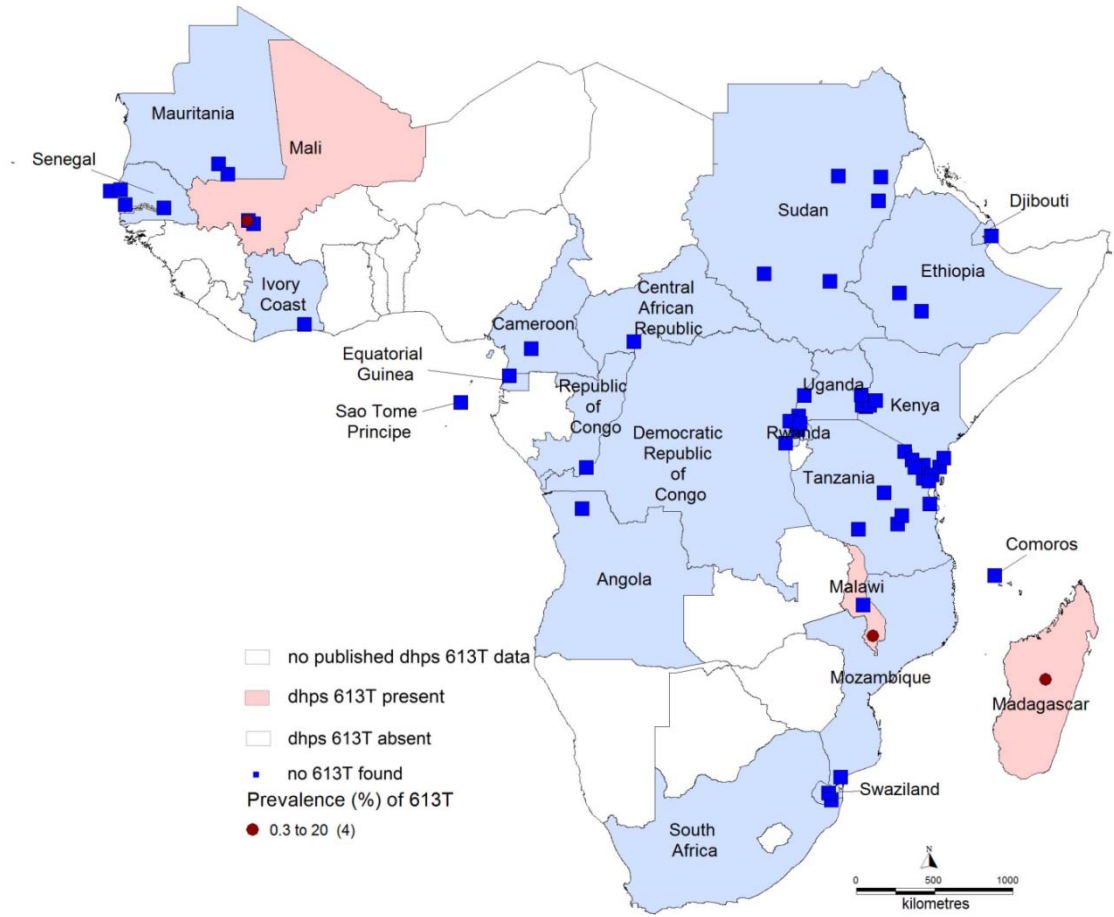 Mauritania
Mali
Senegal
Ivory
Coast
Sudan
Djibouti
Ethiopia
Central
African
Republic
Cameroon
Equatorial
Guinea
Sao Tome
Principe
Republic
of
Congo
Uganda
Kenya
Rwanda
Democratic
Republic
of
Congo
Tanzania
Comoros
Angola
Malawi
Mozambique
Madagascar
Swaziland
South
Africa
no published dhps 613T data
dhps 613T present
dhps 613T absent
no 613T found
Prevalence (%) of 613T
0.3 to 20 (4)
N
0 500 1000
kilometres